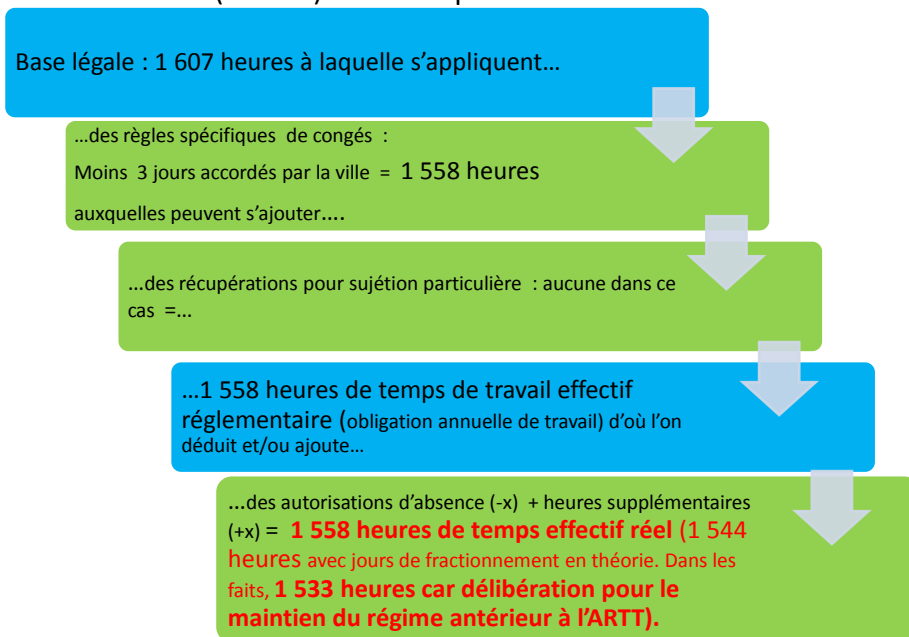 Base légale : 1 607 heures à laquelle s’appliquent…
…des règles spécifiques de congés :
Moins 3 jours accordés par la ville = 1 558 heures
auxquelles peuvent s’ajouter….
…des récupérations pour sujétion particulière : aucune dans ce
cas =…
…1 558 heures de temps de travail effectif
réglementaire (obligation annuelle de travail) d’où l’on
déduit et/ou ajoute…
…des autorisations d’absence (-x) + heures supplémentaires
(+x) = 1 558 heures de temps effectif réel (1 544
heures avec jours de fractionnement en théorie. Dans les
faits, 1 533 heures car délibération pour le
maintien du régime antérieur à l’ARTT).